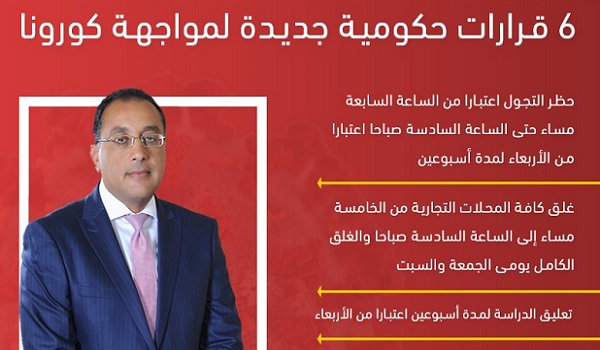 6 قرارات حكومية جديدة لمواجهة كورونا
حظر التجول اعتبارا من الساعة السابعة
مساء حتى الساعة السادسة صباحا اعتبارا
من الأربعاء لمدة أسبوعين
غلق كافة المحلات التجارية من الخامسة
مساء إلى الساعة السادسة صباحا والغلق
الكامل يومى الجمعة والسبت
تعليق الدراسة لمدة أسبوعين اعتبارا من الأربعاء